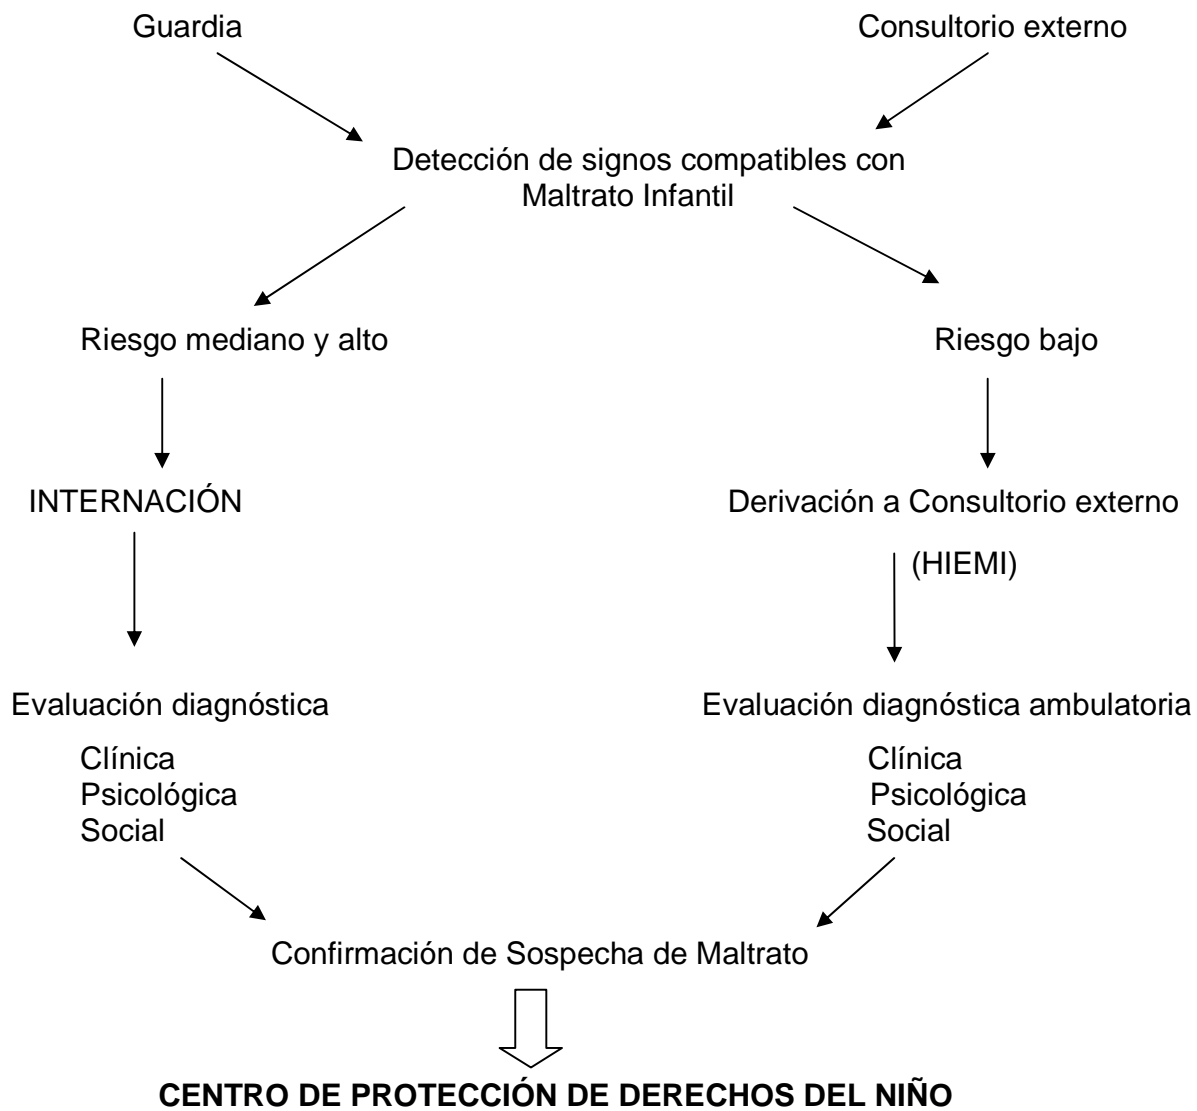 Guardia
Consultorio externo
Detección de signos compatibles con
Maltrato Infantil
Riesgo mediano y alto
Riesgo bajo
INTERNACIÓN
Derivación a Consultorio externo
(HIEMI)
Evaluación diagnóstica
Clínica
Psicológica
Social
Evaluación diagnóstica ambulatoria
Clínica
Psicológica
Social
Confirmación de Sospecha de Maltrato
CENTRO DE PROTECCIÓN DE DERECHOS DEL NIÑO